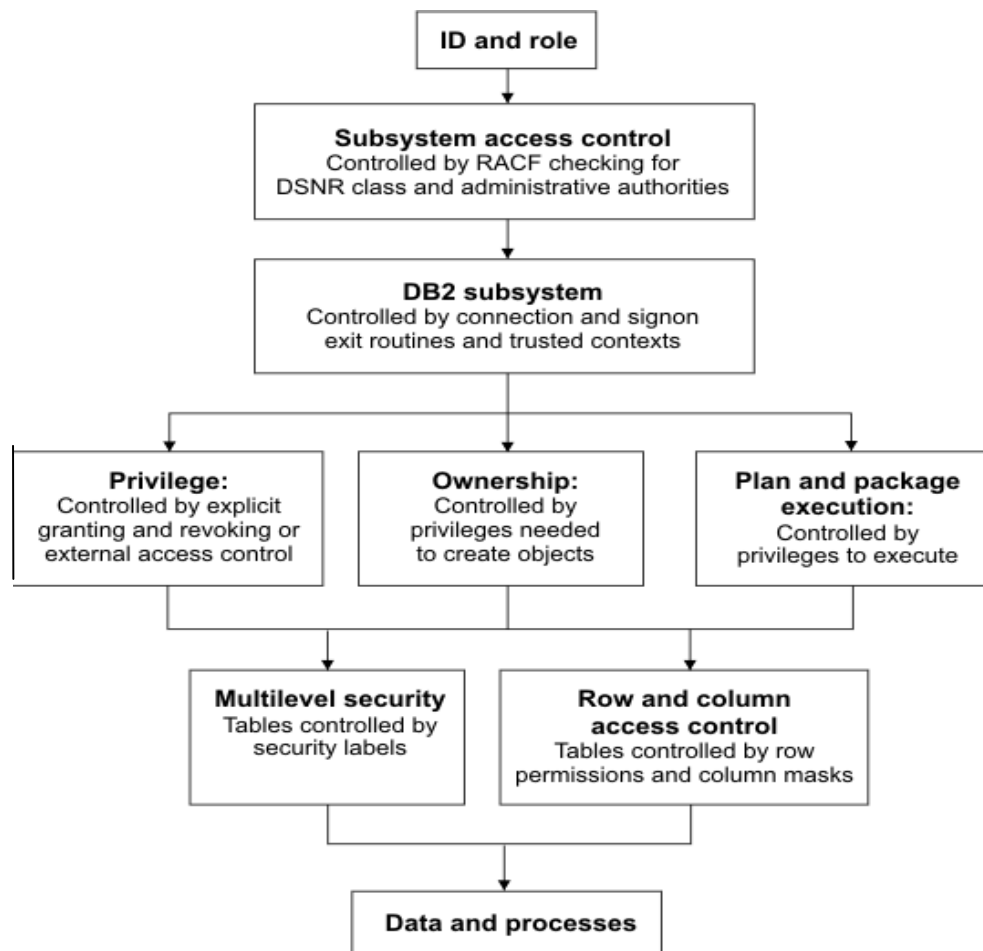 ID and role
Subsystem access control
Controlled by RACF checking for
DSNR class and administrative authorities
DB2 subsystem
Controlled by connection and signon
exit routines and trusted contexts
Privilege:
Controlled by explicit
granting and revoking or
external access control
Ownership:
Controlled by
privileges needed
to create objects
Plan and package
execution:
Controlled by
privileges to execute
Multilevel security
Tables controlled by
security labels
Row and column
access control
Tables controlled by row
permissions and column masks
Data and processes